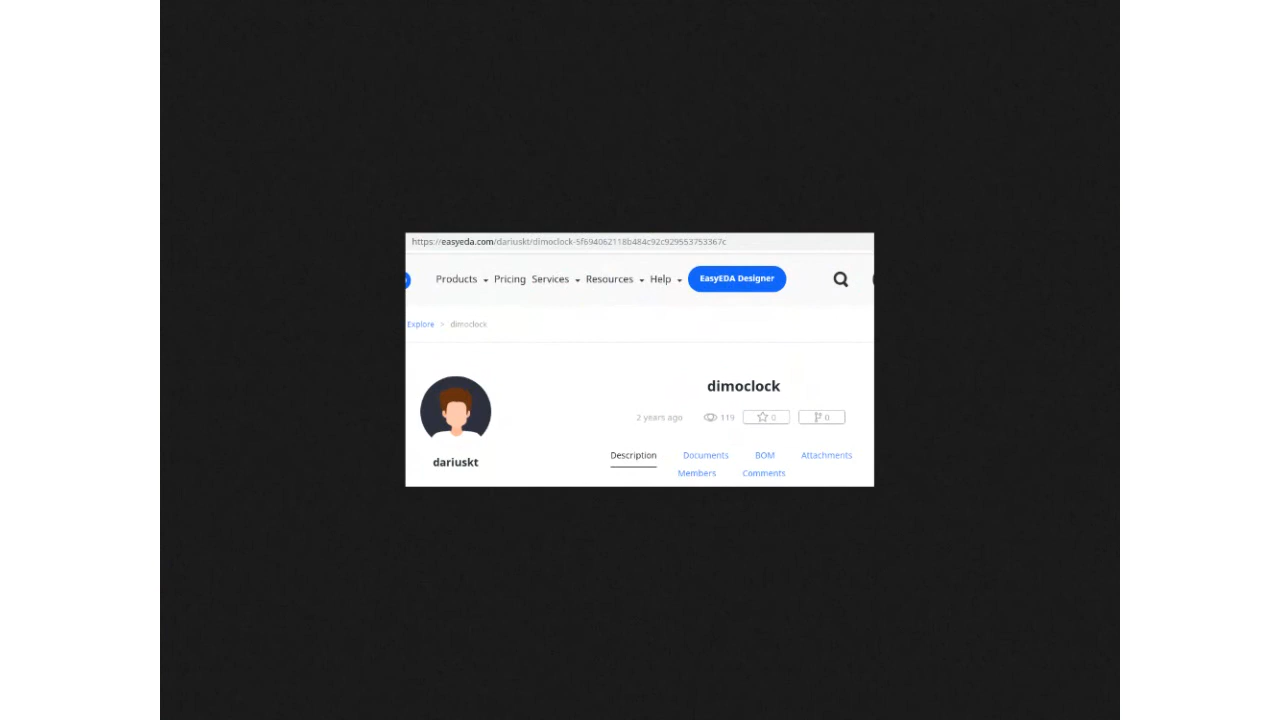 https://easyeda.com/dariuskt/dimoclock-5f694062118b484c92c929553753367c
Products Pricing Services Resources Help EasyEDA Designer
Explore > dimoclock
dimoclock
2 years ago 119 0 0
Description Documents BOM Attachments
dariuskt
Members Comments